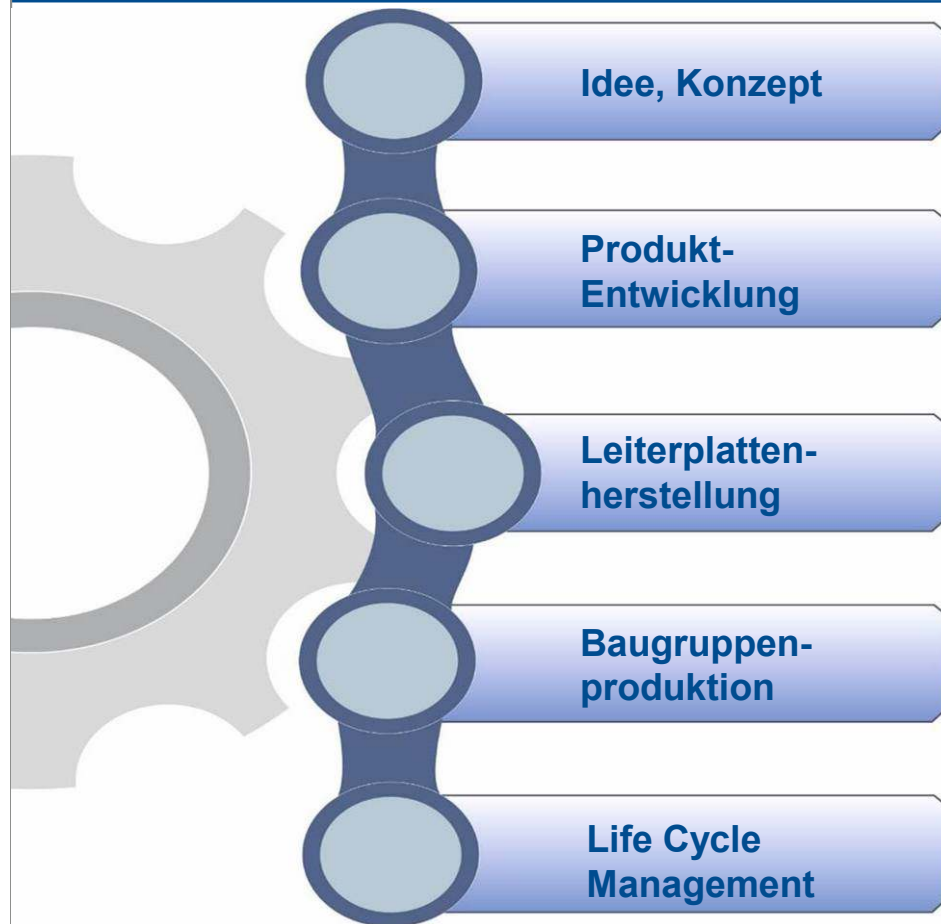 Idee, Konzept
Produkt-
Entwicklung
Leiterplatten-
herstellung
Baugruppen-
produktion
Life Cycle
Management